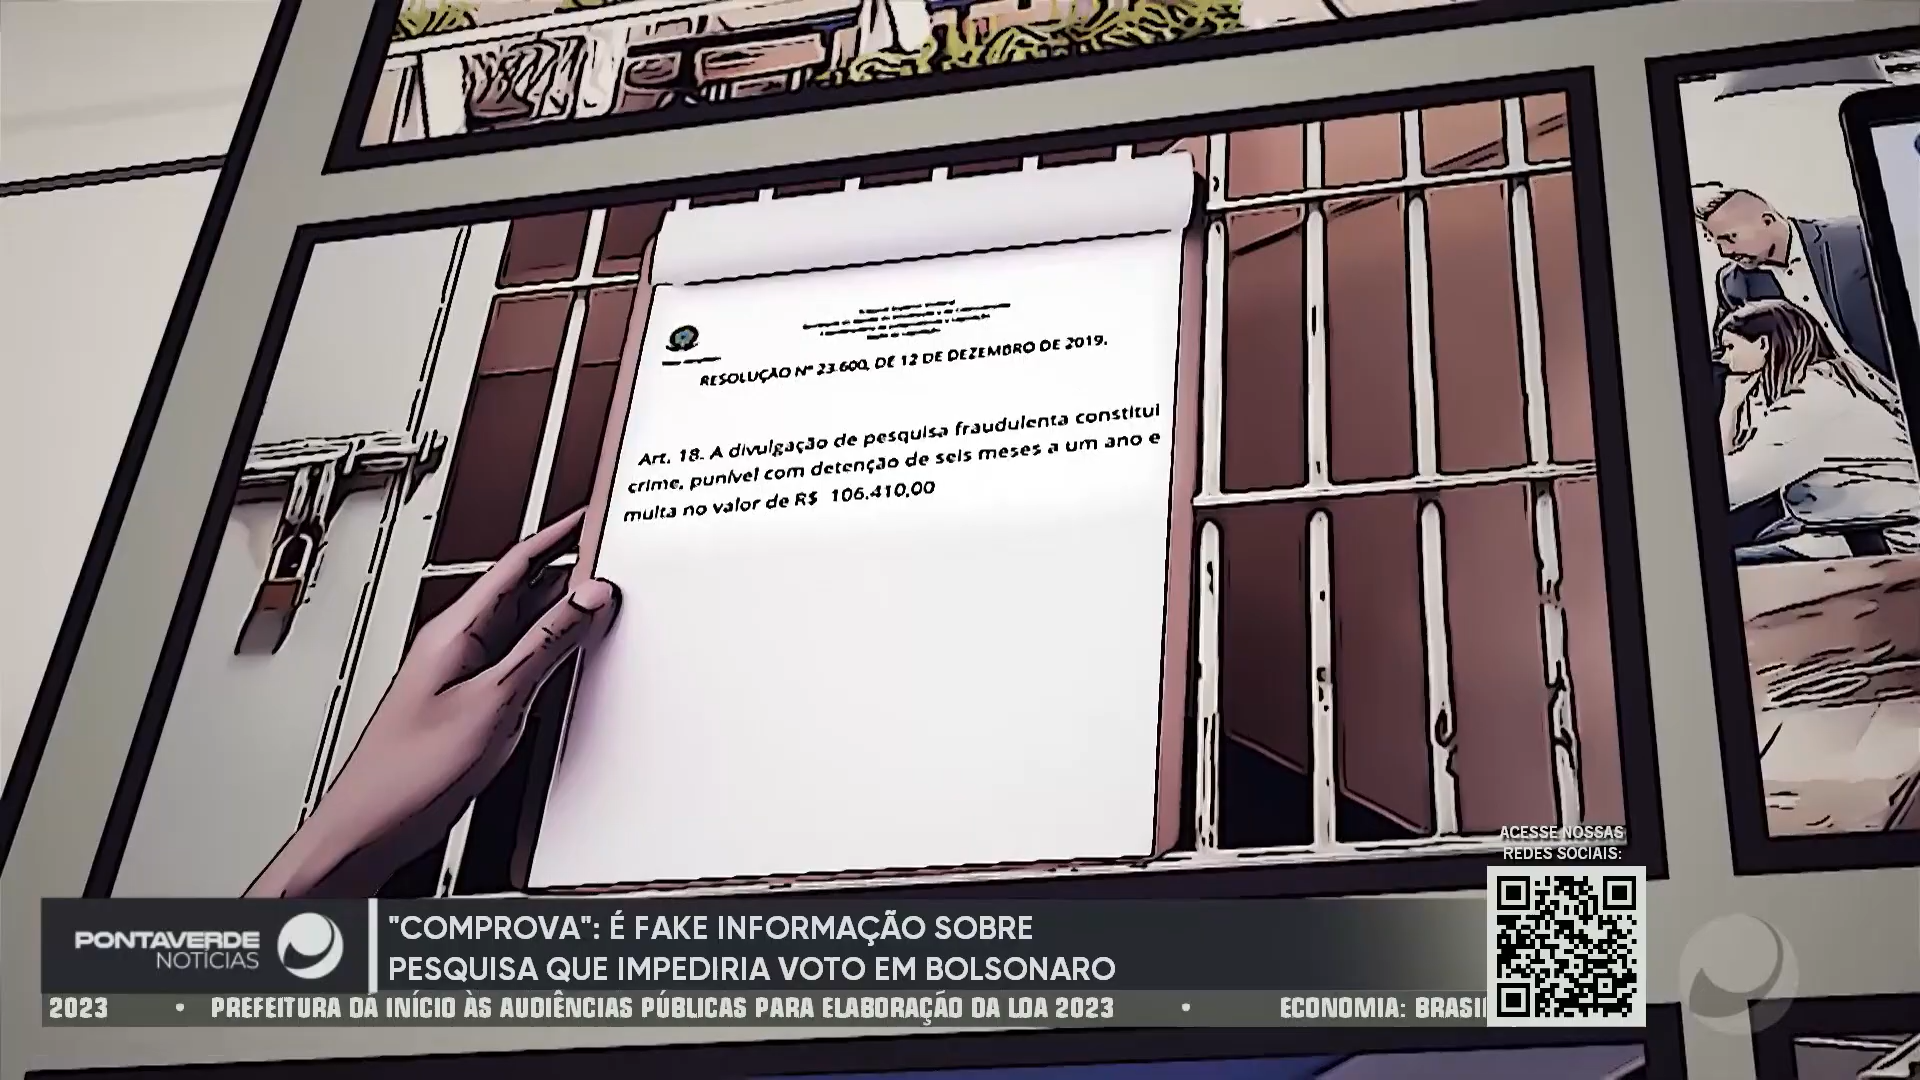 RESOLUÇÃO Nº 23.600, DE 12 DE DEZEMBRO DE 2019.
Art. 18. A divulgação de pesquisa fraudulenta constitui
crime, punível com detenção de seis meses a um ano e
multa no valor de R$ 106.410,00
ACESSE NOSSAS
REDES SOCIAIS:
PONTAVERDE
NOTÍCIAS
"COMPROVA": É FAKE INFORMAÇÃO SOBRE
PESQUISA QUE IMPEDIRIA VOTO EM BOLSONARO
2023 • PREFEITURA DÁ INÍCIO ÀS AUDIÊNCIAS PÚBLICAS PARA ELABORAÇÃO DA LOA 2023 • ECONOMIA: BRASI